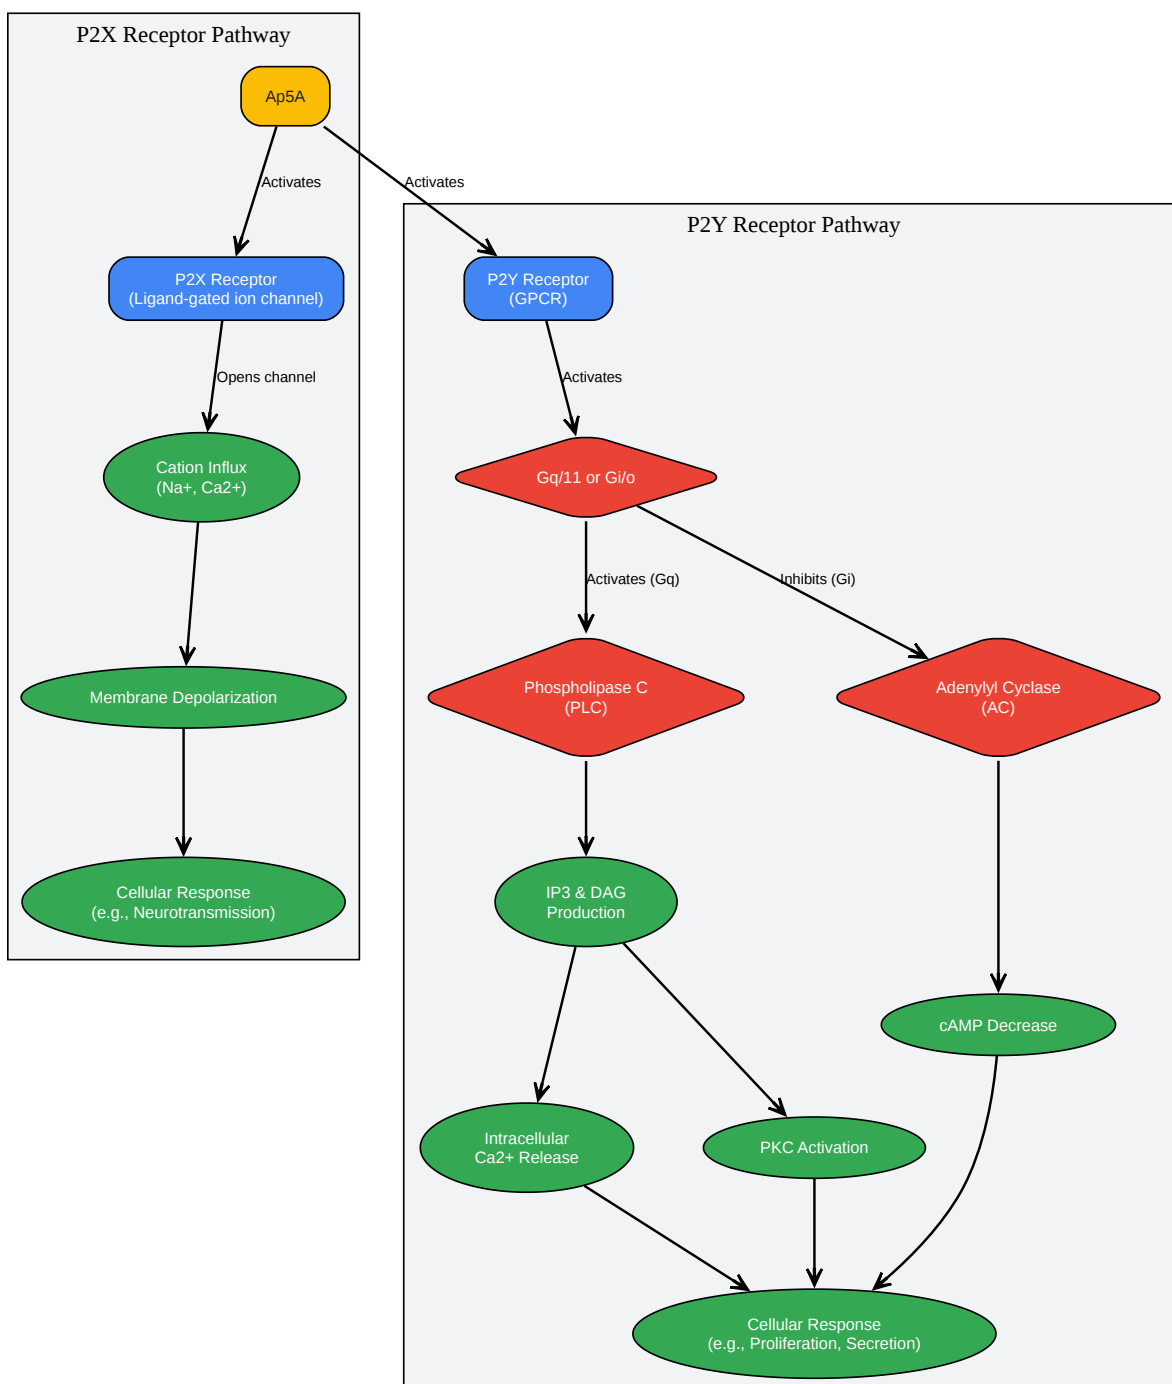 P2X Receptor Pathway
Ap5A
Activates
Activates
P2Y Receptor Pathway
P2X Receptor
(Ligand-gated ion channel)
P2Y Receptor
(GPCR)
Opens channel
Activates
Cation Influx
(Na+, Ca2+)
Gq/11 or Gi/o
Activates (Gq)
Inhibits (Gi)
Membrane Depolarization
Phospholipase C
(PLC)
Adenylyl Cyclase
(AC)
Cellular Response
(e.g., Neurotransmission)
IP3 & DAG
Production
cAMP Decrease
Intracellular
Ca2+ Release
PKC Activation
Cellular Response
(e.g., Proliferation, Secretion)